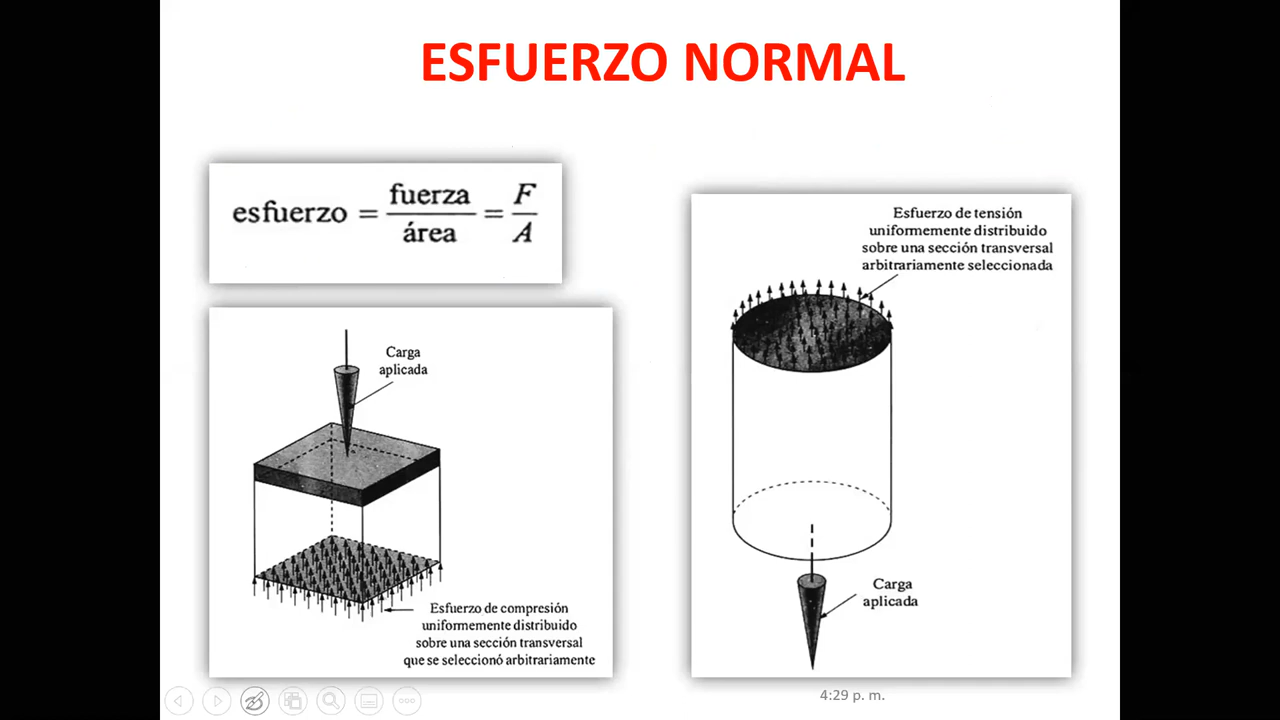 ESFUERZO NORMAL
esfuerzo = fuerza / área = F / A
Carga
aplicada
Esfuerzo de compresión
uniformemente distribuido
sobre una sección transversal
que se seleccionó arbitrariamente
Esfuerzo de tensión
uniformemente distribuido
sobre una sección transversal
arbitrariamente seleccionada
Carga
aplicada
4:29 p. m.